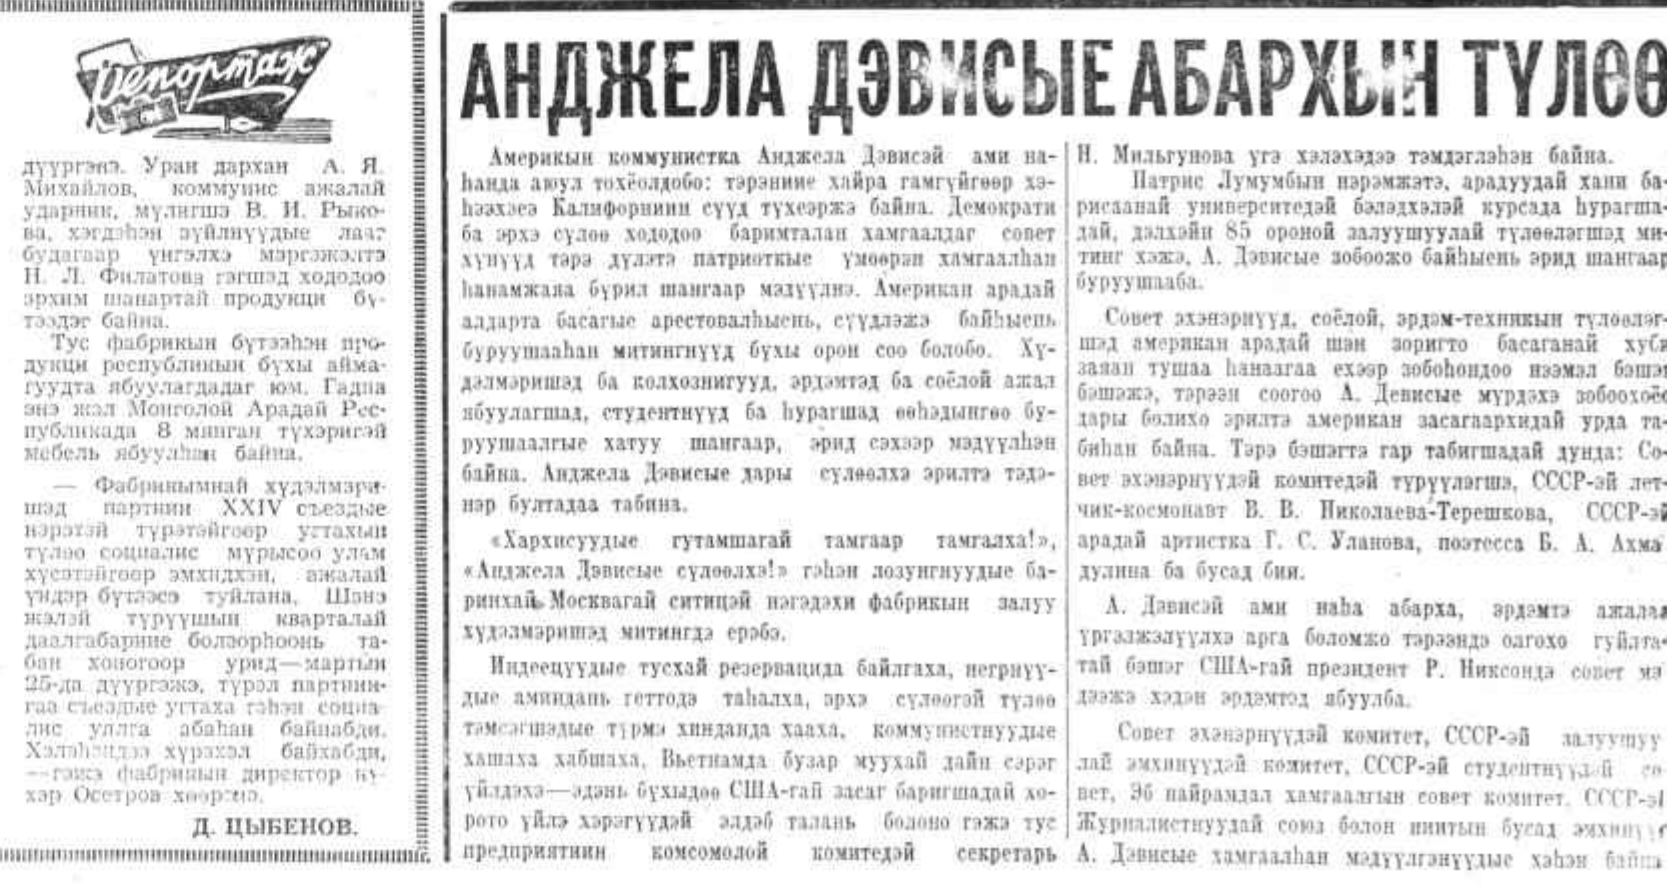 Репортаж
дүүргэнэ. Уран дархан А. Я.
Михайлов, коммунис ажалай
ударник, мүлигшэ В. И. Рыко-
ва, хэгдэһэн зүйлнүүдые лааг
будагаар үнгэлхэ мэргэжэлтэ
Н. Л. Филатова гэгшэд ходоодоо
эрхим шанартай продукци бү-
тээдэг байна.
Тус фабрикын бүтээһэн про-
дукци республикын бүхы айма-
гуудта ябуулагдадаг юм. Гадна
энэ жэл Монголой Арадай Рес-
публикада 8 минган түхэригэй
мебель ябуулһан байна.
— Фабрикымнай хүдэлмэри-
шэд партиин XXIV съездые
нэрэтэй түрэтэйгөөр угтахын
түлөө социалис мүрысөө улам
хүсэтэйгөөр эмхидхэн, ажалай
үндэр бүтээсэ туйлана. Шэнэ
жэлэй түрүүшын кварталай
даалгабарине болзорһоонь та-
бан хоногоор урид—мартын
25-да дүүргэжэ, түрэл партиин-
гаа съездые угтаха гэһэн социа-
лис уялга абаһан байнабди.
Хэлэһэндээ хүрэхэл байхабди,
—гэжэ фабрикын директор нү-
хэр Осетров хөөрэнэ.
Д. ЦЫБЕНОВ.
АНДЖЕЛА ДЭВИСЫЕ АБАРХЫН ТҮЛӨӨ
Америкын коммунистка Анджела Дэвисэй ами на-
һанда аюул тохёолдобо: тэрэниие хайра гамгүйгөөр хэ-
һээхэеэ Калифорниин сүүд түхеэржэ байна. Демократи
ба эрхэ сүлөө ходоодо баримталан хамгаалдаг совет
хүнүүд тэрэ дүлэтэ патриоткые үмөөрэн хамгаалһан
һанамжаяа бүрил шангаар мэдүүлнэ. Американ арадай
алдарта басагые арестовалһыень, сүүдлэжэ байһыень
буруушааһан митингнүүд бүхы орон соо болобо. Хү-
дэлмэришэд ба колхознигууд, эрдэмтэд ба соёлой ажал
ябуулагшад, студентнүүд ба һурагшад өөһэдынгөө бу-
руушаалгые хатуу шангаар, эрид сэхээр мэдүүлһэн
байна. Анджела Дэвисые дары сүлөөлхэ эрилтэ тэдэ-
нэр бултадаа табина.
«Хархисуудые гутамшагай тамгаар тамгалха!»,
«Анджела Дэвисые сүлөөлхэ!» гэһэн лозунгнуудые ба-
ринхай Москвагай ситицэй нэгэдэхи фабрикын залуу
хүдэлмэришэд митингдэ ерэбэ.
Индеецүүдые тусхай резервацида байлгаха, негрнүү-
дые аминдань геттодэ таһалха, эрхэ сүлөөгэй түлөө
тэмсэгшэдые түрмэ хинданда хааха, коммунистнуудые
хашаха хабшаха, Вьетнамда бузар муухай дайн сэрэг
үйлдэхэ—эдэнь бүхыдөө США-гай засаг баригшадай хо-
рото үйлэ хэрэгүүдэй элдэб талань болоно гэжэ тус
предприятиин комсомолой комитедэй секретарь
Н. Мильгунова үгэ хэлэхэдээ тэмдэглэһэн байна.
Патрис Лумумбын нэрэмжэтэ, арадуудай хани ба-
рисаанай университедэй бэлэдхэлэй курсада һурагша-
дай, дэлхэйн 85 ороной залуушуулай түлөөлэгшэд ми-
тинг хэжэ, А. Дэвисые зобоожо байһыень эрид шангаар
буруушааба.
Совет эхэнэрнүүд, соёлой, эрдэм-техникын түлөөлэг-
шэд американ арадай шэн зоригто басаганай хуби
заяан тушаа һанаагаа ехээр зобоһондоо нээмэл бэшэг
бэшэжэ, тэрээн соогоо А. Девисые мүрдэхэ зобоохоёо
дары болихо эрилтэ американ засагаархидай урда та-
биһан байна. Тэрэ бэшэгтэ гар табигшадай дунда: Со-
вет эхэнэрнүүдэй комитедэй түрүүлэгшэ, СССР-эй лет-
чик-космонавт В. В. Николаева-Терешкова, СССР-эй
арадай артистка Г. С. Уланова, поэтесса Б. А. Ахма
дулина ба бусад бии.
А. Дэвисэй ами наһа абарха, эрдэмтэ ажалаа
үргэлжэлүүлхэ арга боломжо тэрээндэ олгохо гуйлта-
тай бэшэг США-гай президент Р. Никсондэ совет мэ
дээжэ хэдэн эрдэмтэд ябуулба.
Совет эхэнэрнүүдэй комитет, СССР-эй залуушуу
лай эмхинүүдэй комитет, СССР-эй студентнүүдэй со
вет, Эб найрамдал хамгаалгын совет комитет, СССР-эй
Журналистнуудай союз болон ниитын бусад эмхинүүд
А. Дэвисые хамгаалһан мэдүүлгэнүүдые хэһэн байна